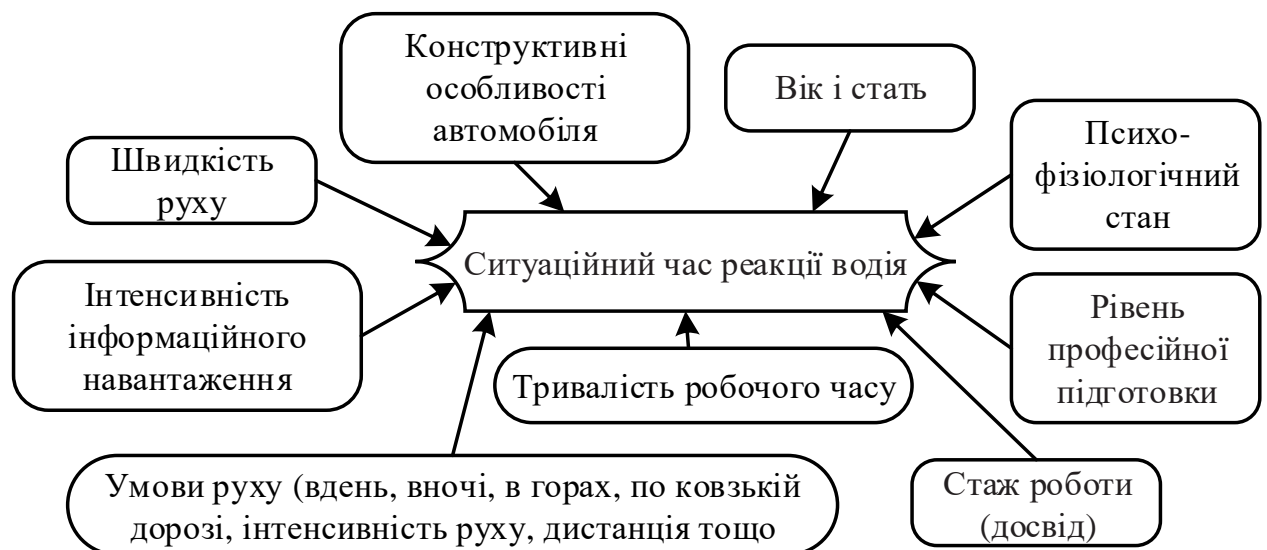 Конструктивні
особливості
автомобіля
Вік і стать
Психо-
фізіологічний
стан
Швидкість
руху
Ситуаційний час реакції водія
Інтенсивність
інформаційного
навантаження
Рівень
професійної
підготовки
Тривалість робочого часу
Умови руху (вдень, вночі, в горах, по ковзькій
дорозі, інтенсивність руху, дистанція тощо
Стаж роботи
(досвід)